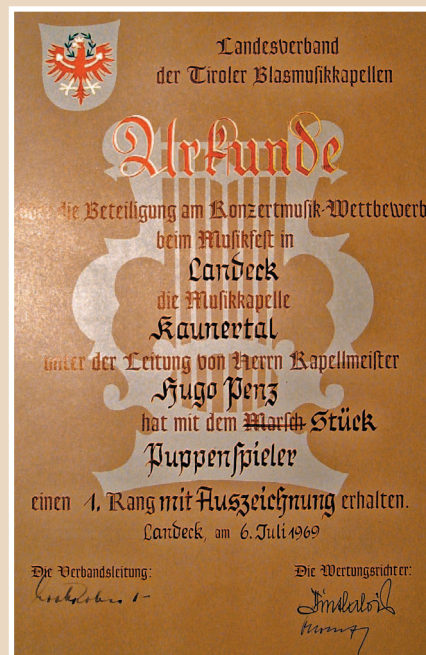 Landesverband
der Tiroler Blasmusikkapellen
Urkunde
über die Beteiligung am Konzertmusik-Wettbewerb
beim Musikfest in
Landeck
die Musikkapelle
Kaunertal
unter der Leitung von Herrn Kapellmeister
Hugo Penz
hat mit dem Marsch Stück
Puppenspieler
einen 1. Rang mit Auszeichnung erhalten.
Landeck, am 6. Juli 1969
Die Verbandsleitung:
Die Wertungsrichter: